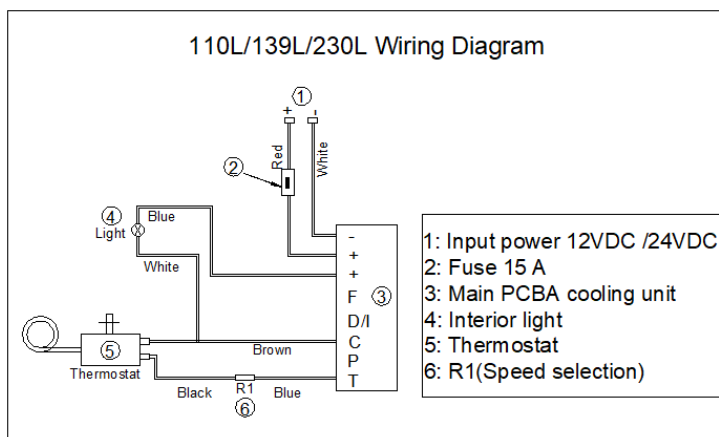 110L/139L/230L Wiring Diagram
1
+ -
Red
White
2
4
Blue
Light
White
-
+
+
F
3
D/I
C
P
T
5
Thermostat
Brown
Black
R1
Blue
6
1: Input power 12VDC /24VDC
2: Fuse 15 A
3: Main PCBA cooling unit
4: Interior light
5: Thermostat
6: R1(Speed selection)